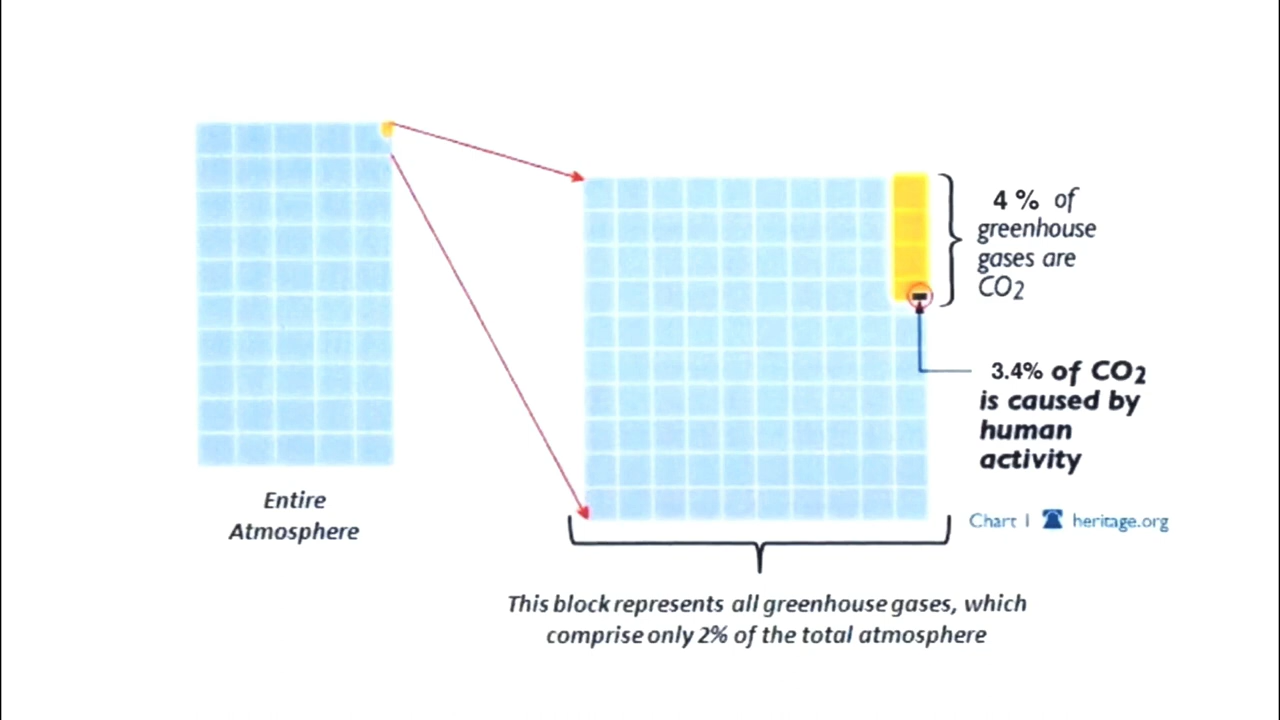 4 % of
greenhouse
gases are
CO2
3.4% of CO2
is caused by
human
activity
Entire
Atmosphere
Chart 1 heritage.org
This block represents all greenhouse gases, which
comprise only 2% of the total atmosphere